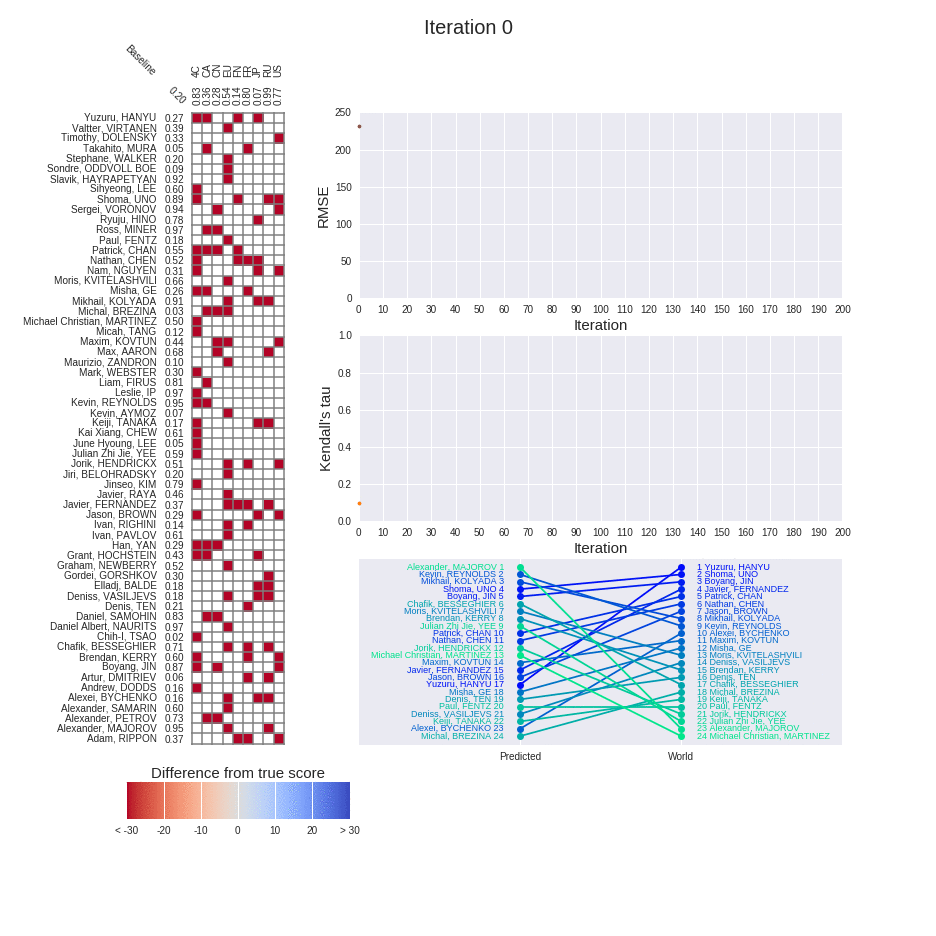 Iteration 0
Baseline 0.20
4C 0.83
CA 0.36
CN 0.28
EU 0.54
FN 0.14
FR 0.80
JP 0.07
RU 0.99
US 0.77
Yuzuru, HANYU 0.27
Valtter, VIRTANEN 0.39
Timothy, DOLENSKY 0.33
Takahito, MURA 0.05
Stephane, WALKER 0.20
Sondre, ODDVOLL BOE 0.09
Slavik, HAYRAPETYAN 0.92
Sihyeong, LEE 0.60
Shoma, UNO 0.89
Sergei, VORONOV 0.94
Ryuju, HINO 0.78
Ross, MINER 0.97
Paul, FENTZ 0.18
Patrick, CHAN 0.55
Nathan, CHEN 0.52
Nam, NGUYEN 0.31
Moris, KVITELASHVILI 0.66
Misha, GE 0.26
Mikhail, KOLYADA 0.91
Michal, BREZINA 0.03
Michael Christian, MARTINEZ 0.50
Micah, TANG 0.12
Maxim, KOVTUN 0.44
Max, AARON 0.68
Maurizio, ZANDRON 0.10
Mark, WEBSTER 0.30
Liam, FIRUS 0.81
Leslie, IP 0.97
Kevin, REYNOLDS 0.95
Kevin, AYMOZ 0.07
Keiji, TANAKA 0.17
Kai Xiang, CHEW 0.61
June Hyoung, LEE 0.05
Julian Zhi Jie, YEE 0.59
Jorik, HENDRICKX 0.51
Jiri, BELOHRADSKY 0.20
Jinseo, KIM 0.79
Javier, RAYA 0.46
Javier, FERNANDEZ 0.37
Jason, BROWN 0.29
Ivan, RIGHINI 0.14
Ivan, PAVLOV 0.61
Han, YAN 0.29
Grant, HOCHSTEIN 0.43
Graham, NEWBERRY 0.52
Gordei, GORSHKOV 0.30
Elladj, BALDE 0.18
Deniss, VASILJEVS 0.18
Denis, TEN 0.21
Daniel, SAMOHIN 0.83
Daniel Albert, NAURITS 0.97
Chih-I, TSAO 0.02
Chafik, BESSEGHIER 0.71
Brendan, KERRY 0.60
Boyang, JIN 0.87
Artur, DMITRIEV 0.06
Andrew, DODDS 0.16
Alexei, BYCHENKO 0.16
Alexander, SAMARIN 0.60
Alexander, PETROV 0.73
Alexander, MAJOROV 0.95
Adam, RIPPON 0.37
Difference from true score
< -30 -20 -10 0 10 20 > 30
RMSE
250
200
150
100
50
0
0 10 20 30 40 50 60 70 80 90 100 110 120 130 140 150 160 170 180 190 200
Iteration
Kendall's tau
1.0
0.8
0.6
0.4
0.2
0.0
0 10 20 30 40 50 60 70 80 90 100 110 120 130 140 150 160 170 180 190 200
Iteration
Alexander, MAJOROV 1
Kevin, REYNOLDS 2
Mikhail, KOLYADA 3
Shoma, UNO 4
Boyang, JIN 5
Chafik, BESSEGHIER 6
Moris, KVITELASHVILI 7
Brendan, KERRY 8
Julian Zhi Jie, YEE 9
Patrick, CHAN 10
Nathan, CHEN 11
Jorik, HENDRICKX 12
Michael Christian, MARTINEZ 13
Maxim, KOVTUN 14
Javier, FERNANDEZ 15
Jason, BROWN 16
Yuzuru, HANYU 17
Misha, GE 18
Denis, TEN 19
Paul, FENTZ 20
Deniss, VASILJEVS 21
Keiji, TANAKA 22
Alexei, BYCHENKO 23
Michal, BREZINA 24
1 Yuzuru, HANYU
2 Shoma, UNO
3 Boyang, JIN
4 Javier, FERNANDEZ
5 Patrick, CHAN
6 Nathan, CHEN
7 Jason, BROWN
8 Mikhail, KOLYADA
9 Kevin, REYNOLDS
10 Alexei, BYCHENKO
11 Maxim, KOVTUN
12 Misha, GE
13 Moris, KVITELASHVILI
14 Deniss, VASILJEVS
15 Brendan, KERRY
16 Denis, TEN
17 Chafik, BESSEGHIER
18 Michal, BREZINA
19 Keiji, TANAKA
20 Paul, FENTZ
21 Jorik, HENDRICKX
22 Julian Zhi Jie, YEE
23 Alexander, MAJOROV
24 Michael Christian, MARTINEZ
Predicted World